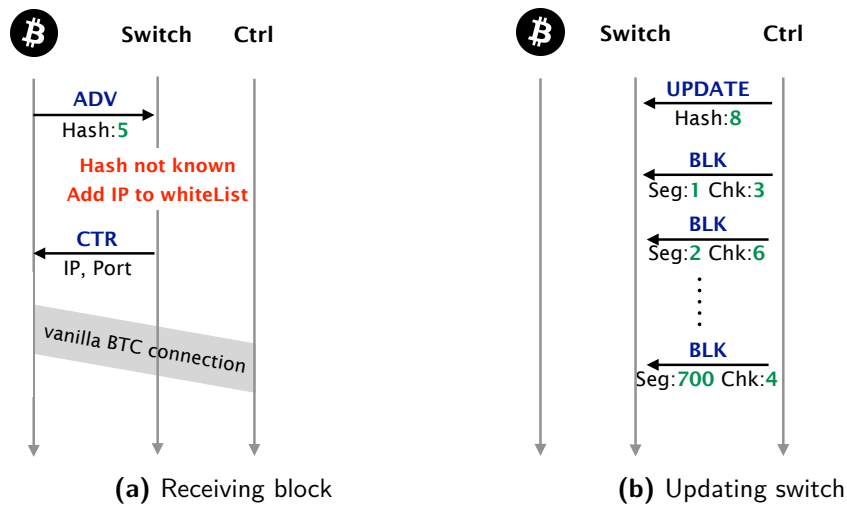 Switch Ctrl
ADV
Hash:5
Hash not known
Add IP to whiteList
CTR
IP, Port
vanilla BTC connection
(a) Receiving block
Switch Ctrl
UPDATE
Hash:8
BLK
Seg:1 Chk:3
BLK
Seg:2 Chk:6
BLK
Seg:700 Chk:4
(b) Updating switch